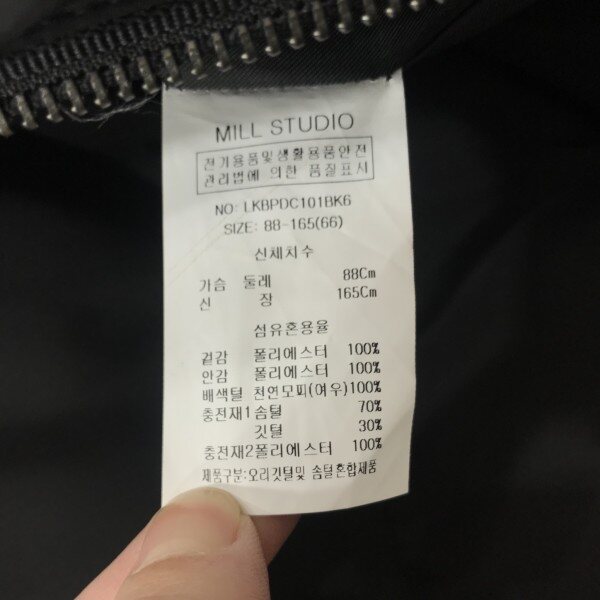 MILL STUDIO
전기용품및생활용품안전
관리법에 의한 품질표시
NO: LKBPDC101BK6
SIZE: 88-165(66)
신체치수
가슴 둘레 88Cm
신 장 165Cm
섬유혼용율
겉감 폴리에스터 100%
안감 폴리에스터 100%
배색털 천연모피(여우)100%
충전재1솜털 70%
깃털 30%
충전재2폴리에스터 100%
제품구분:오리깃털및 솜털혼합제품